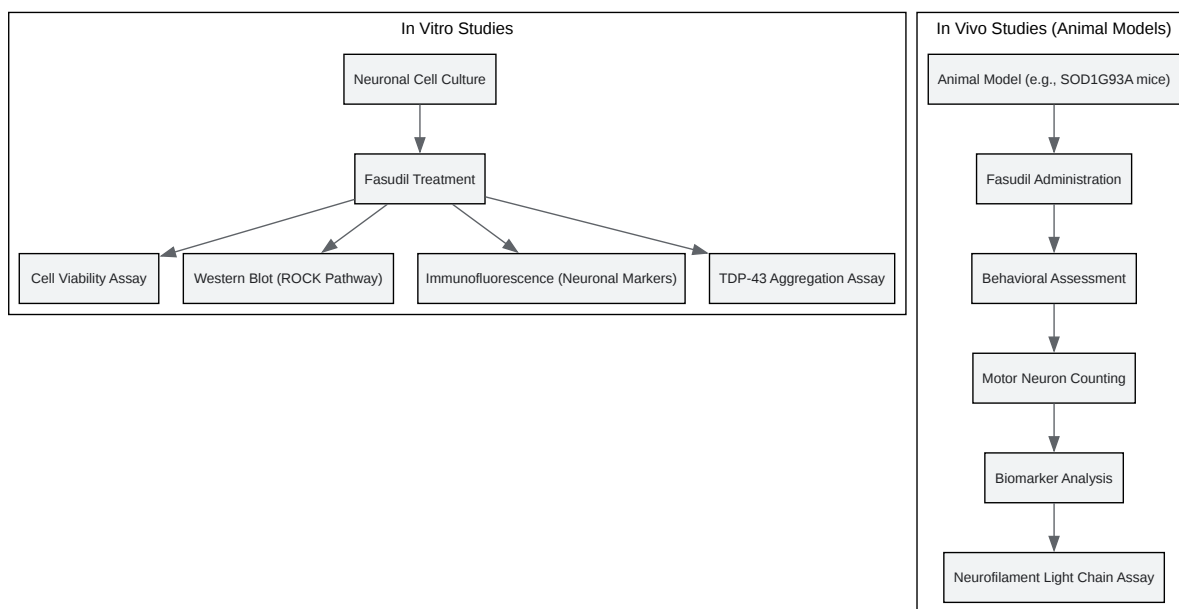 In Vitro Studies
Neuronal Cell Culture
Fasudil Treatment
Cell Viability Assay
Western Blot (ROCK Pathway)
Immunofluorescence (Neuronal Markers)
TDP-43 Aggregation Assay
In Vivo Studies (Animal Models)
Animal Model (e.g., SOD1G93A mice)
Fasudil Administration
Behavioral Assessment
Motor Neuron Counting
Biomarker Analysis
Neurofilament Light Chain Assay